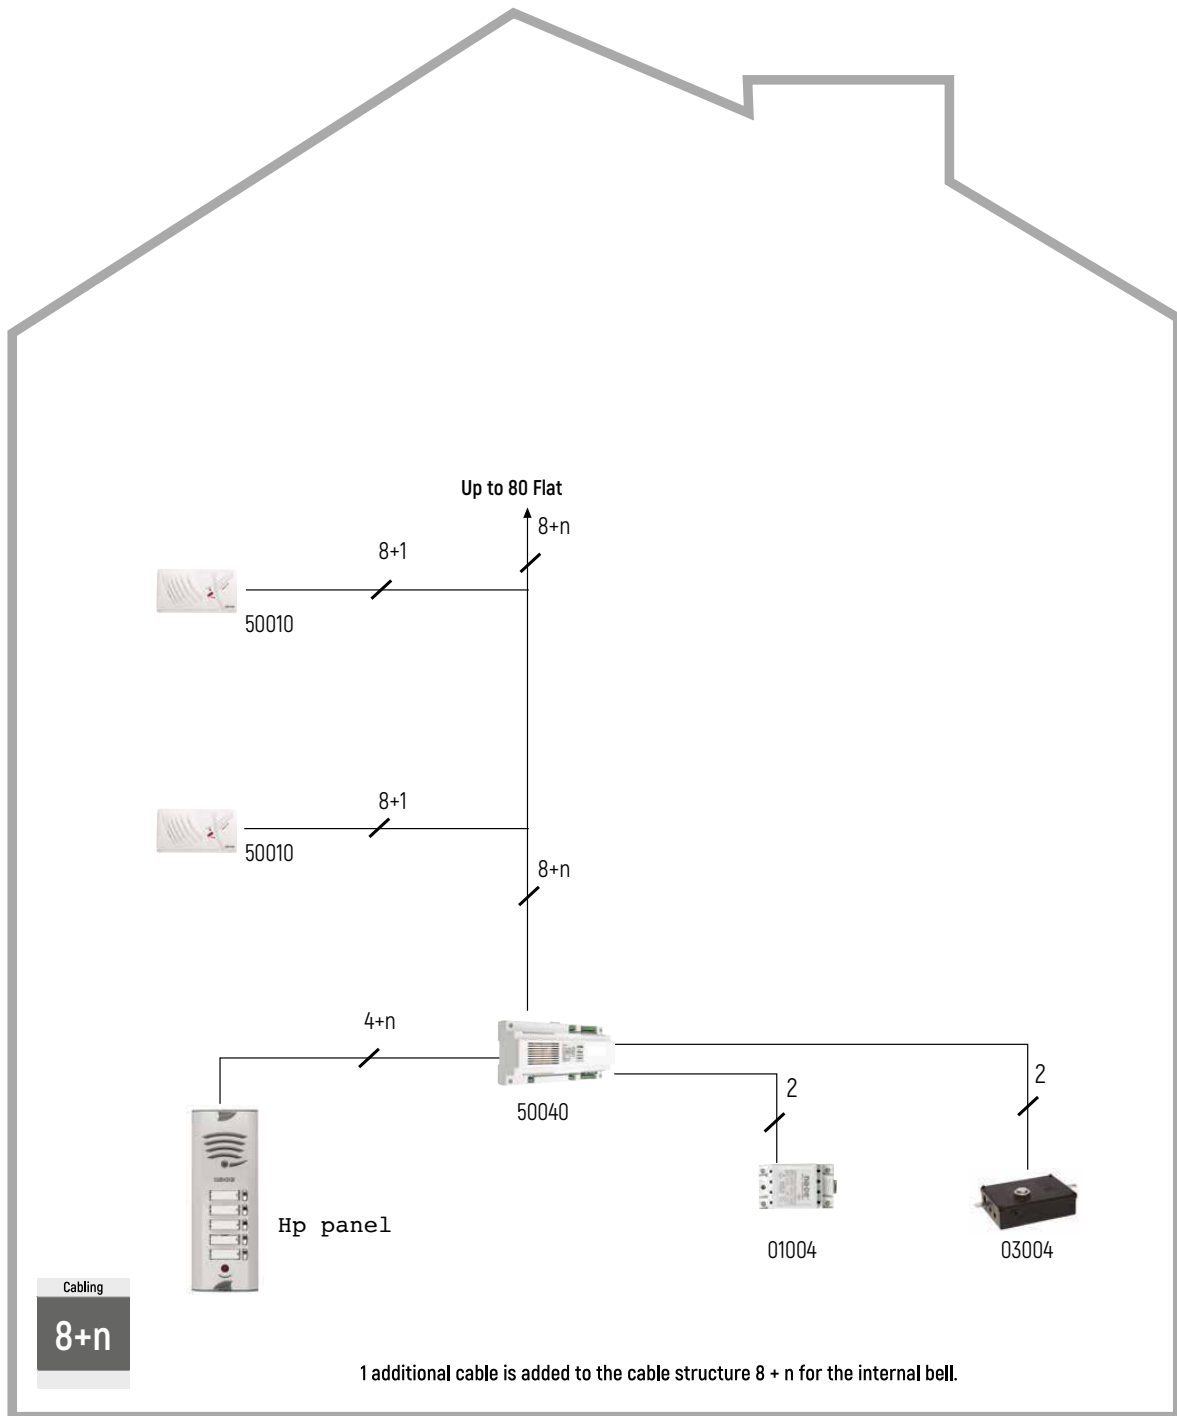 Up to 80 Flat
8+n
8+1
50010
8+1
50010
8+n
4+n
50040
2
2
Hp panel
01004
03004
Cabling
8+n
1 additional cable is added to the cable structure 8 + n for the internal bell.